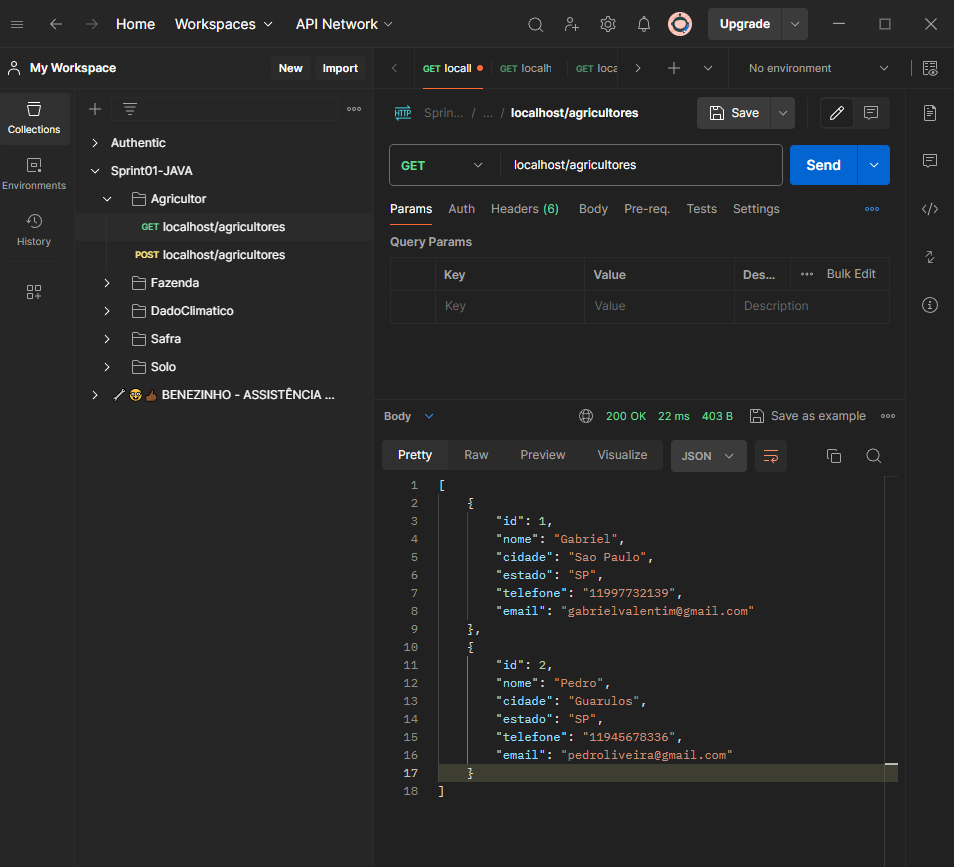 Home Workspaces API Network Upgrade
My Workspace New Import
GET locall GET localh GET loca No environment
Collections
Environments
History
Authentic
Sprint01-JAVA
Agricultor
GET localhost/agricultores
POST localhost/agricultores
Fazenda
DadoClimatico
Safra
Solo
BENEZINHO - ASSISTÊNCIA ...
HTTP Sprin... / ... / localhost/agricultores Save
GET localhost/agricultores Send
Params Auth Headers (6) Body Pre-req. Tests Settings
Query Params
Key Value Des... Bulk Edit
Key Value Description
Body 200 OK 22 ms 403 B Save as example
Pretty Raw Preview Visualize JSON
1 [
2 {
3 "id": 1,
4 "nome": "Gabriel",
5 "cidade": "Sao Paulo",
6 "estado": "SP",
7 "telefone": "11997732139",
8 "email": "gabrielvalentim@gmail.com"
9 },
10 {
11 "id": 2,
12 "nome": "Pedro",
13 "cidade": "Guarulos",
14 "estado": "SP",
15 "telefone": "11945678336",
16 "email": "pedroliveira@gmail.com"
17 }
18 ]